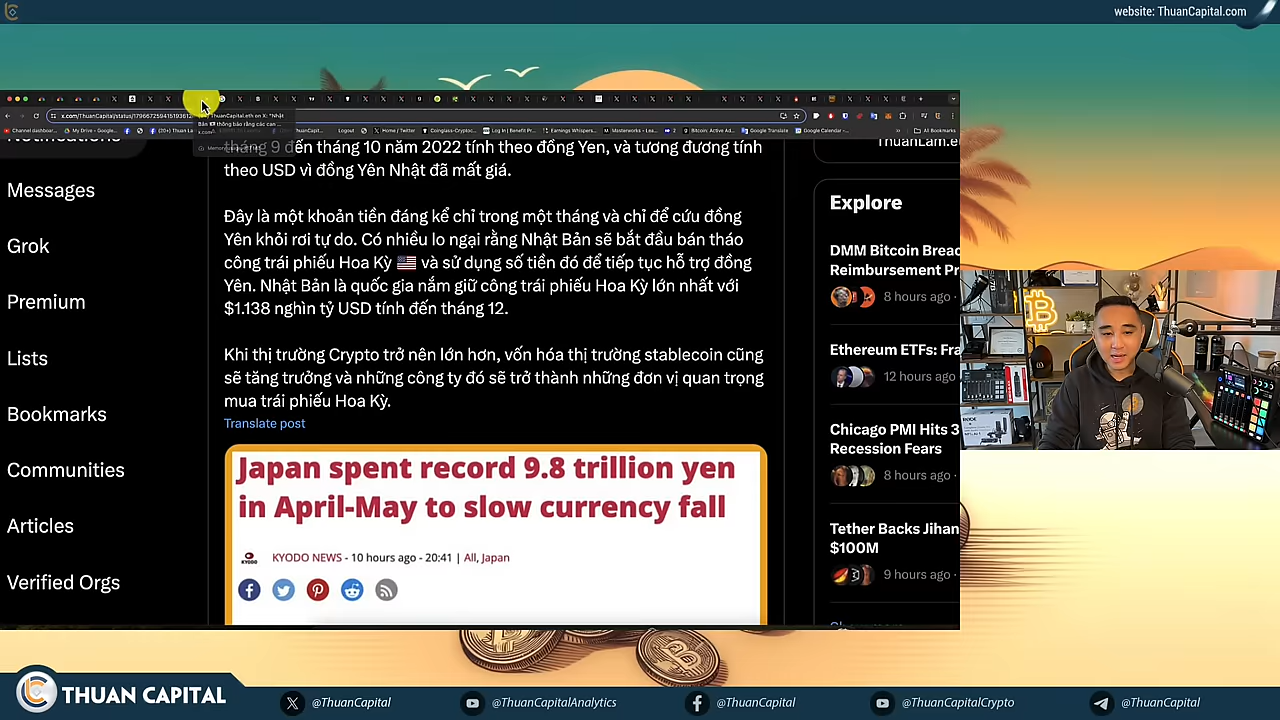 website: ThuanCapital.com
Messages
Grok
Premium
Lists
Bookmarks
Communities
Articles
Verified Orgs
tháng 9 đến tháng 10 năm 2022 tính theo đồng Yen, và tương đương tính
theo USD vì đồng Yên Nhật đã mất giá.
Đây là một khoản tiền đáng kể chỉ trong một tháng và chỉ để cứu đồng
Yên khỏi rơi tự do. Có nhiều lo ngại rằng Nhật Bản sẽ bắt đầu bán tháo
công trái phiếu Hoa Kỳ và sử dụng số tiền đó để tiếp tục hỗ trợ đồng
Yên. Nhật Bản là quốc gia nắm giữ công trái phiếu Hoa Kỳ lớn nhất với
$1.138 nghìn tỷ USD tính đến tháng 12.
Khi thị trường Crypto trở nên lớn hơn, vốn hóa thị trường stablecoin cũng
sẽ tăng trưởng và những công ty đó sẽ trở thành những đơn vị quan trọng
mua trái phiếu Hoa Kỳ.
Translate post
Japan spent record 9.8 trillion yen
in April-May to slow currency fall
KYODO NEWS - 10 hours ago - 20:41 | All, Japan
Explore
DMM Bitcoin Breac
Reimbursement Pr
8 hours ago
Ethereum ETFs: Fra
12 hours ago
Chicago PMI Hits 3
Recession Fears
8 hours ago
Tether Backs Jihan
$100M
9 hours ago
THUAN CAPITAL
@ThuanCapital
@ThuanCapitalAnalytics
@ThuanCapital
@ThuanCapitalCrypto
@ThuanCapital